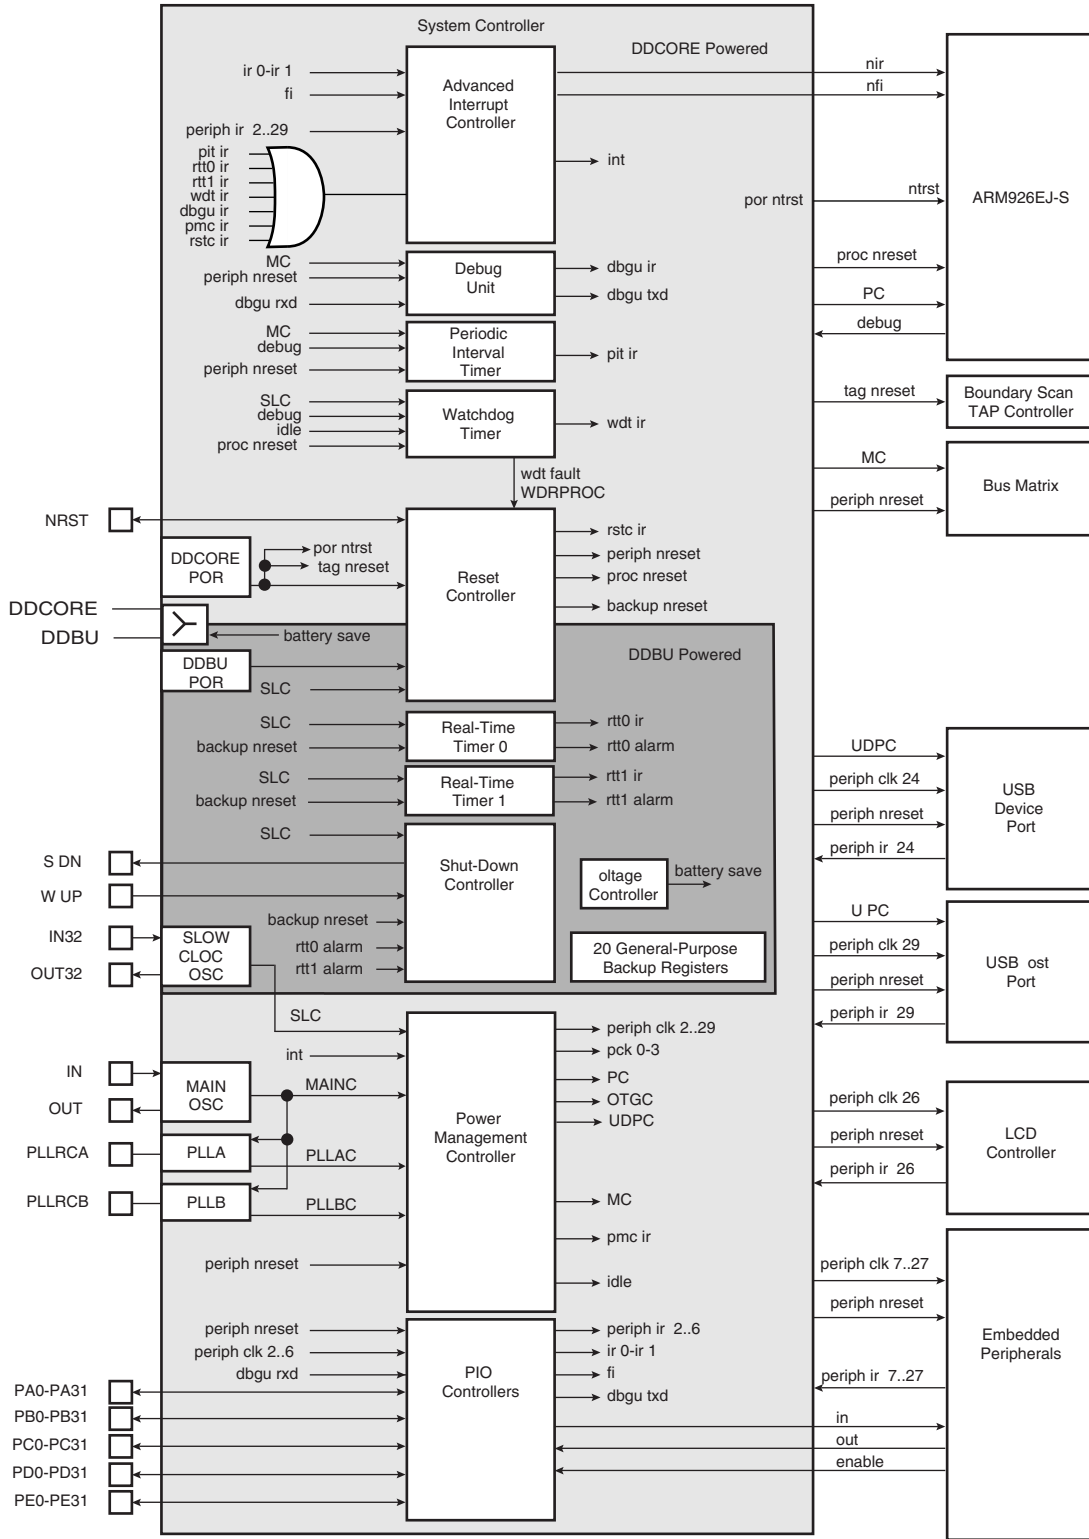 System Controller
DDCORE Powered
ir 0-ir 1
fi
periph ir 2..29
pit ir
rtt0 ir
rtt1 ir
wdt ir
dbgu ir
pmc ir
rstc ir
Advanced
Interrupt
Controller
int
nir
nfi
por ntrst
ntrst
ARM926EJ-S
proc nreset
PC
debug
MC
periph nreset
dbgu rxd
Debug
Unit
dbgu ir
dbgu txd
MC
debug
periph nreset
Periodic
Interval
Timer
pit ir
SLC
debug
idle
proc nreset
Watchdog
Timer
wdt ir
wdt fault
WDRPROC
tag nreset
Boundary Scan
TAP Controller
MC
periph nreset
Bus Matrix
NRST
DDCORE
POR
por ntrst
tag nreset
Reset
Controller
rstc ir
periph nreset
proc nreset
backup nreset
DDCORE
DDBU
battery save
DDBU Powered
DDBU
POR
SLC
SLC
backup nreset
Real-Time
Timer 0
rtt0 ir
rtt0 alarm
SLC
backup nreset
Real-Time
Timer 1
rtt1 ir
rtt1 alarm
SLC
S DN
W UP
backup nreset
rtt0 alarm
rtt1 alarm
Shut-Down
Controller
oltage
Controller
battery save
20 General-Purpose
Backup Registers
UDPC
periph clk 24
periph nreset
periph ir 24
USB
Device
Port
U PC
periph clk 29
periph nreset
periph ir 29
USB ost
Port
IN32
OUT32
SLOW
CLOC
OSC
SLC
int
IN
OUT
MAIN
OSC
MAINC
PLLRCA
PLLA
PLLAC
PLLRCB
PLLB
PLLBC
periph nreset
Power
Management
Controller
periph clk 2..29
pck 0-3
PC
OTGC
UDPC
MC
pmc ir
idle
periph clk 26
periph nreset
periph ir 26
LCD
Controller
periph clk 7..27
periph nreset
periph ir 7..27
Embedded
Peripherals
periph nreset
periph clk 2..6
dbgu rxd
PIO
Controllers
periph ir 2..6
ir 0-ir 1
fi
dbgu txd
in
out
enable
PA0-PA31
PB0-PB31
PC0-PC31
PD0-PD31
PE0-PE31